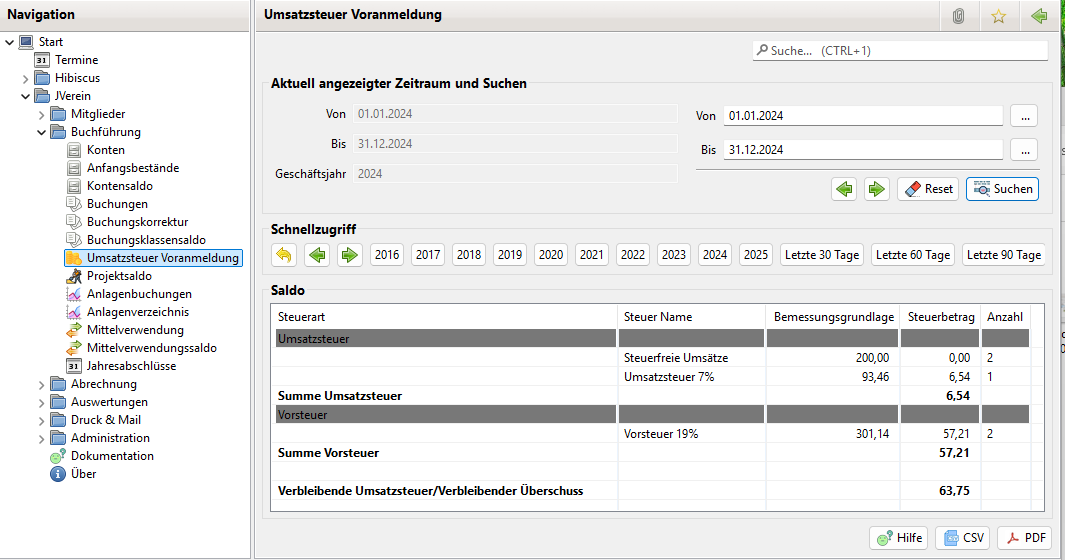 Navigation
Start
Termine
Hibiscus
JVerein
Mitglieder
Buchführung
Konten
Anfangsbestände
Kontensaldo
Buchungen
Buchungskorrektur
Buchungsklassensaldo
Umsatzsteuer Voranmeldung
Projektsaldo
Anlagenbuchungen
Anlagenverzeichnis
Mittelverwendung
Mittelverwendungssaldo
31 Jahresabschlüsse
Abrechnung
Auswertungen
Druck & Mail
Administration
Dokumentation
Über
Umsatzsteuer Voranmeldung
Suche... (CTRL+1)
Aktuell angezeigter Zeitraum und Suchen
Von 01.01.2024
Bis 31.12.2024
Geschäftsjahr 2024
Von 01.01.2024 ...
Bis 31.12.2024 ...
Reset Suchen
Schnellzugriff
2016 2017 2018 2019 2020 2021 2022 2023 2024 2025 Letzte 30 Tage Letzte 60 Tage Letzte 90 Tage
Saldo
Steuerart Steuer Name Bemessungsgrundlage Steuerbetrag Anzahl
Umsatzsteuer
Steuerfreie Umsätze 200,00 0,00 2
Umsatzsteuer 7% 93,46 6,54 1
Summe Umsatzsteuer 6,54
Vorsteuer
Vorsteuer 19% 301,14 57,21 2
Summe Vorsteuer 57,21
Verbleibende Umsatzsteuer/Verbleibender Überschuss 63,75
Hilfe CSV PDF